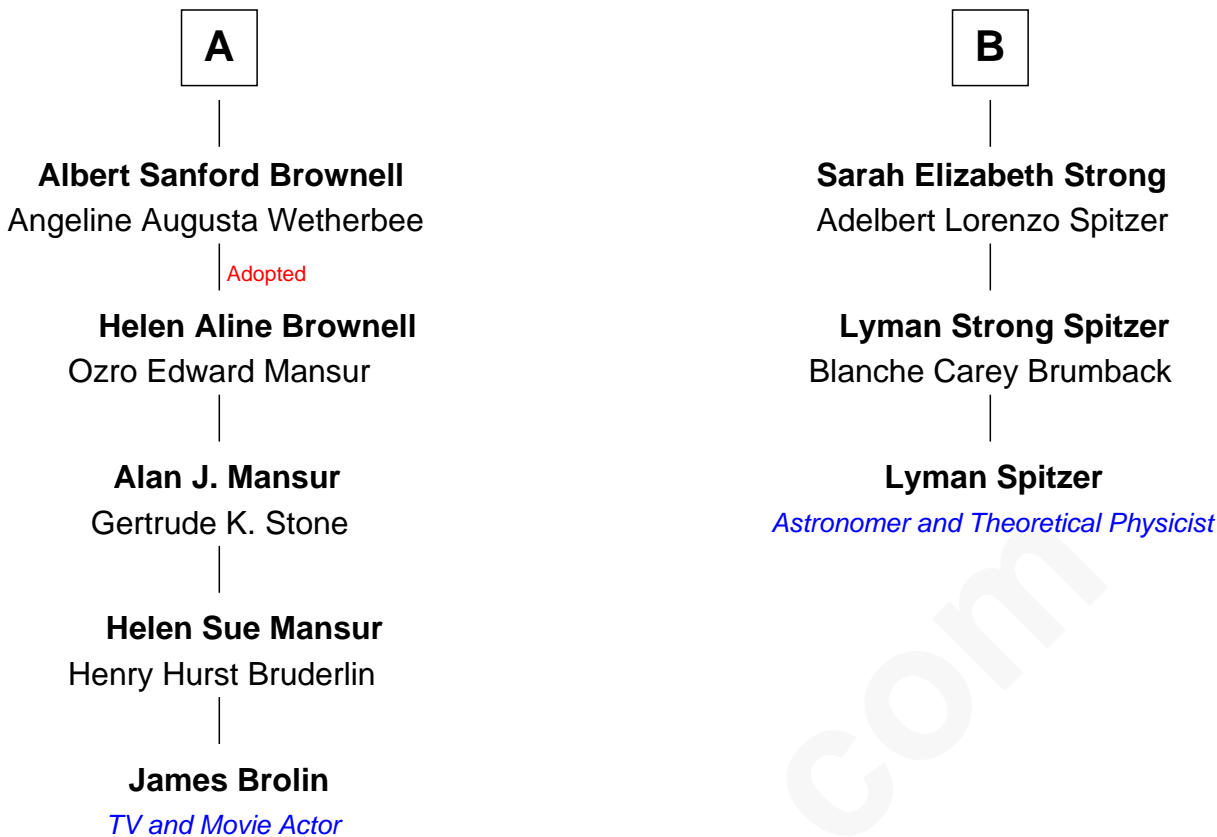 A
Albert Sanford Brownell
Angeline Augusta Wetherbee
Adopted
Helen Aline Brownell
Ozro Edward Mansur
Alan J. Mansur
Gertrude K. Stone
Helen Sue Mansur
Henry Hurst Bruderlin
James Brolin
TV and Movie Actor
B
Sarah Elizabeth Strong
Adelbert Lorenzo Spitzer
Lyman Strong Spitzer
Blanche Carey Brumback
Lyman Spitzer
Astronomer and Theoretical Physicist
com